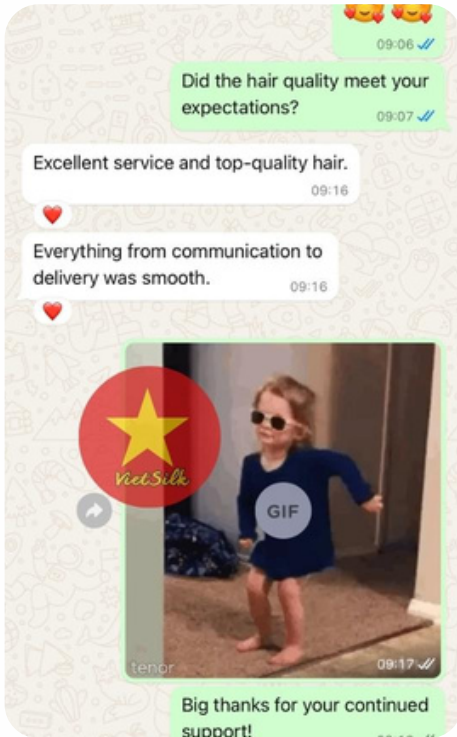 09:06
Did the hair quality meet your
expectations?
09:07
Excellent service and top-quality hair.
09:16
Everything from communication to
delivery was smooth.
09:16
VietSilk
GIF
tenor
09:17
Big thanks for your continued
support!